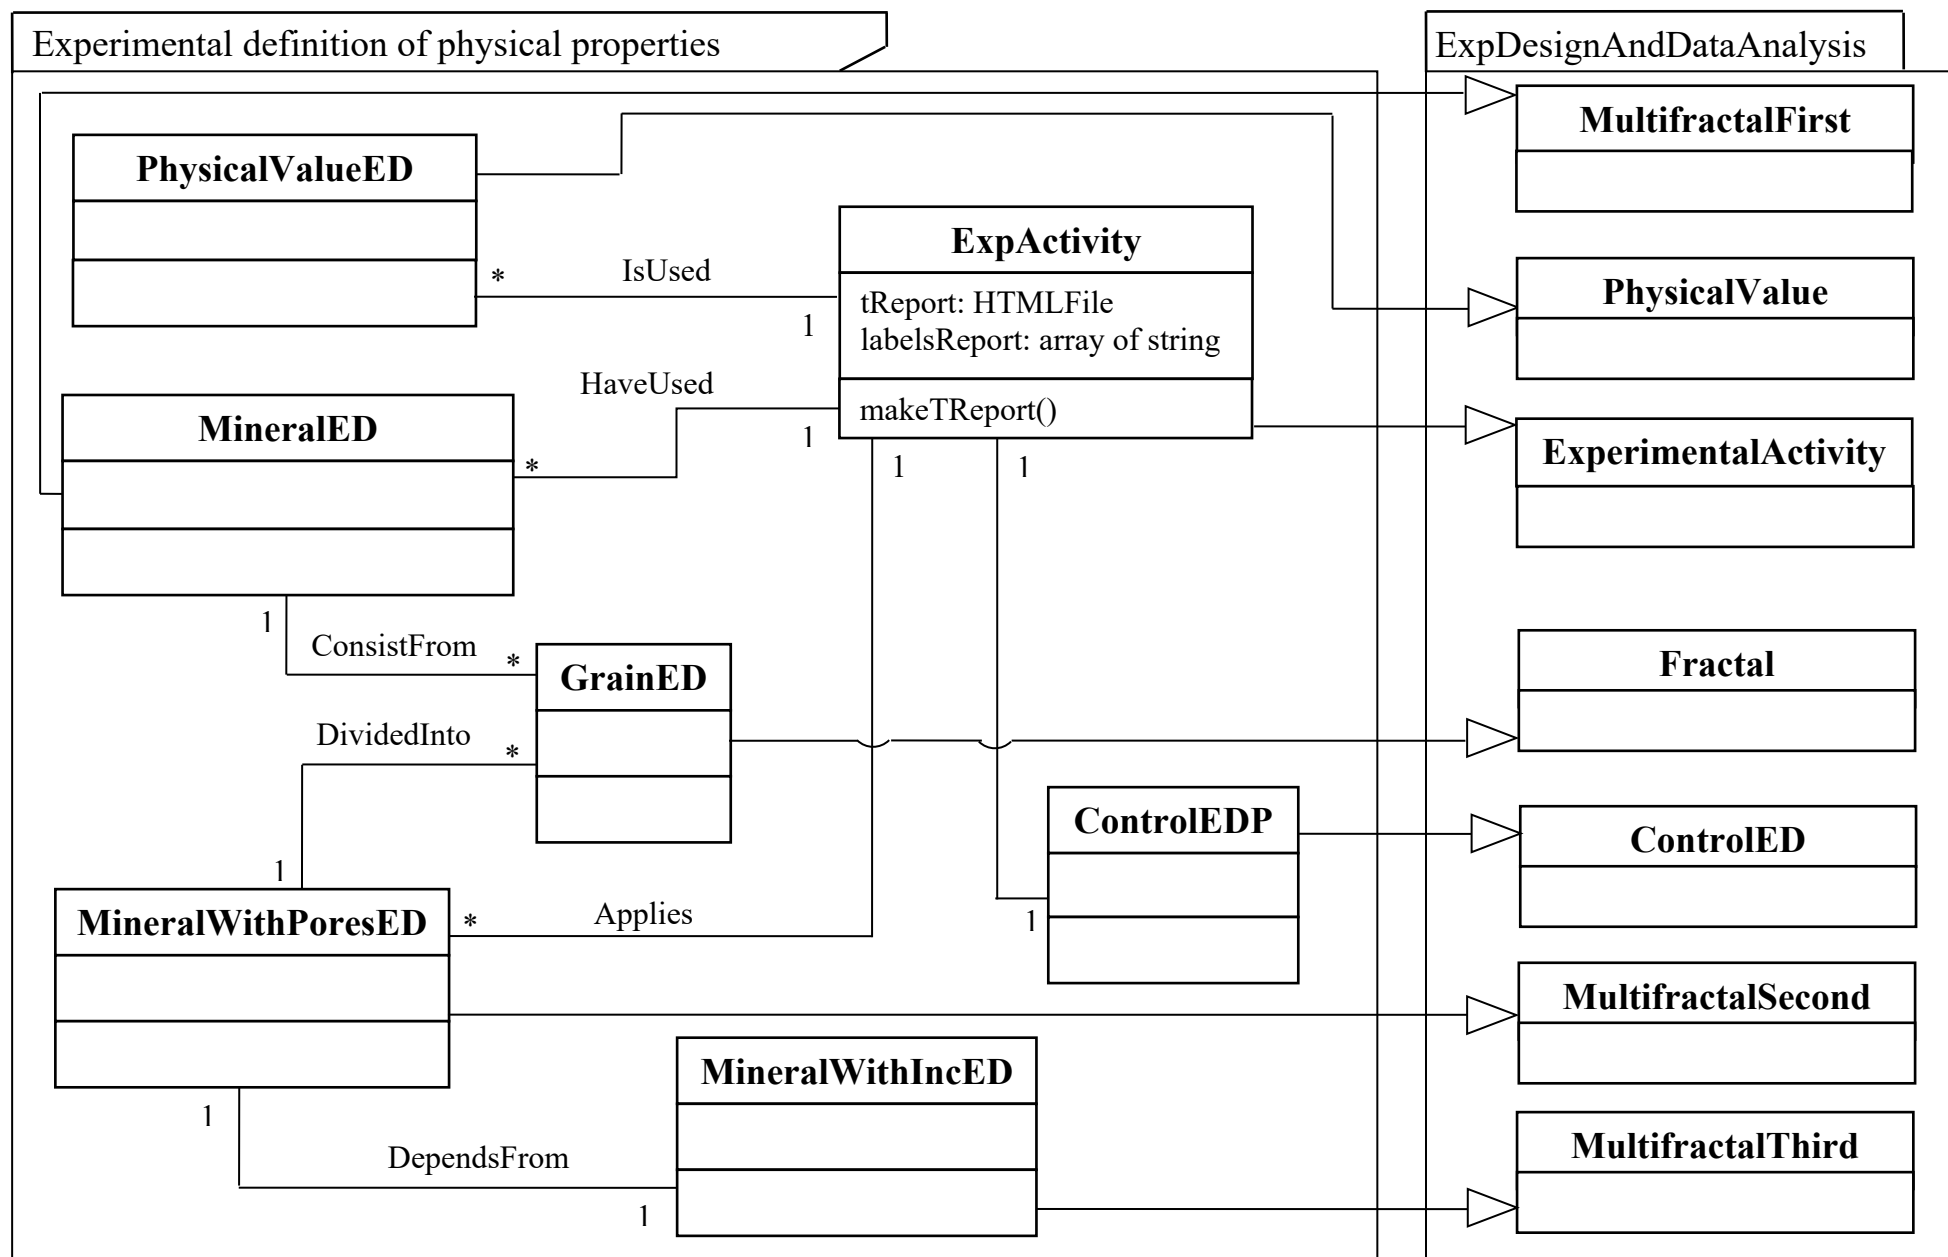 Experimental definition of physical properties
ExpDesignAndDataAnalysis
MultifractalFirst
PhysicalValueED
ExpActivity
IsUsed
*
1
tReport: HTMLFile
labelsReport: array of string
PhysicalValue
HaveUsed
makeTReport()
MineralED
*
1
1
1
ExperimentalActivity
1
ConsistFrom
*
GrainED
Fractal
DividedInto
*
ControlEDP
ControlED
1
MineralWithPoresED
*
Applies
1
MultifractalSecond
MineralWithIncED
1
DependsFrom
1
MultifractalThird